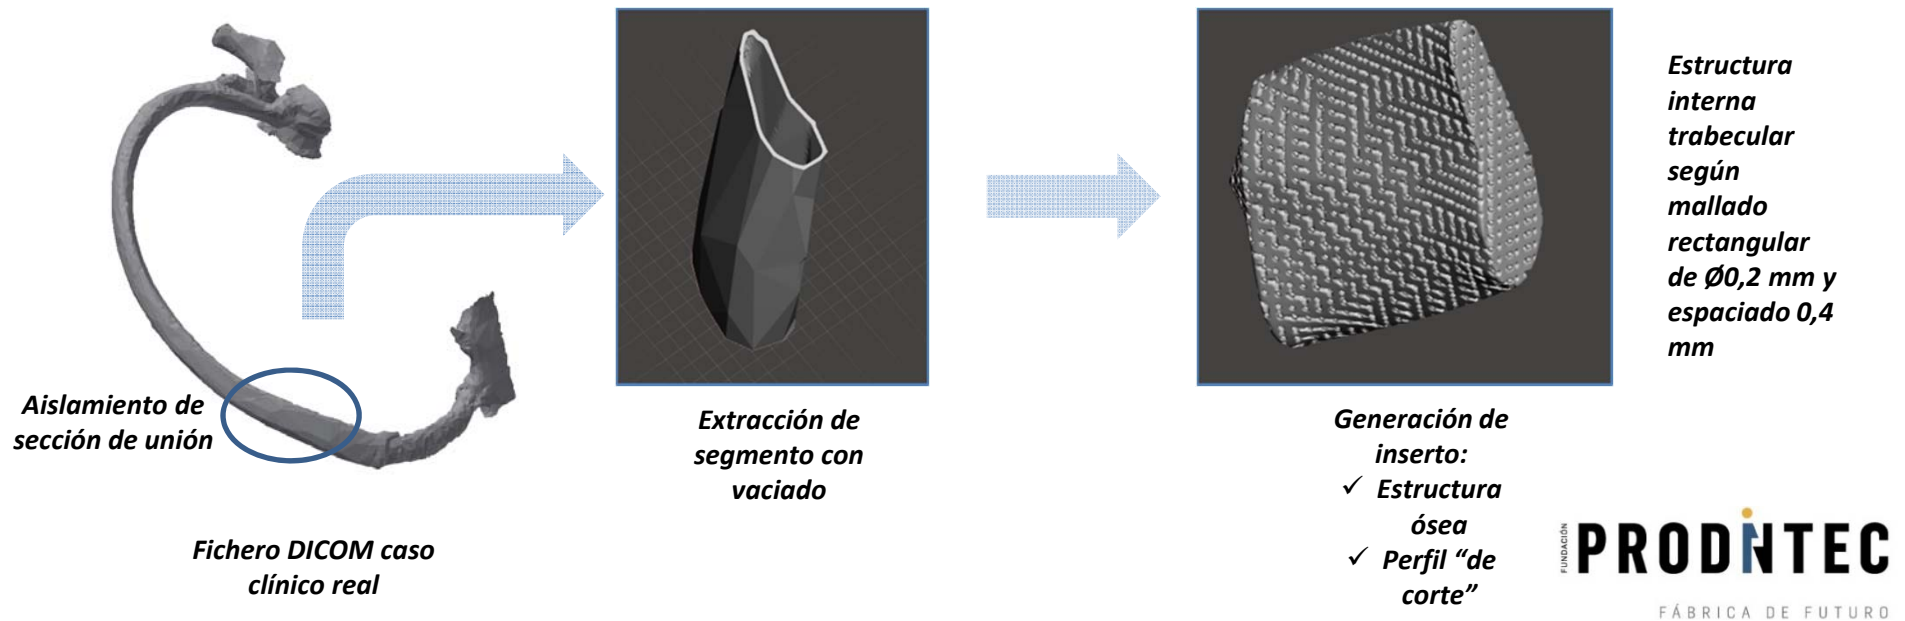 Aislamiento de
sección de unión
Fichero DICOM caso
clínico real
Extracción de
segmento con
vaciado
Generación de
inserto:
✓ Estructura
ósea
✓ Perfil “de
corte”
Estructura
interna
trabecular
según
mallado
rectangular
de Ø0,2 mm y
espaciado 0,4
mm
FUNDACIÓN
PRODINTEC
FÁBRICA DE FUTURO